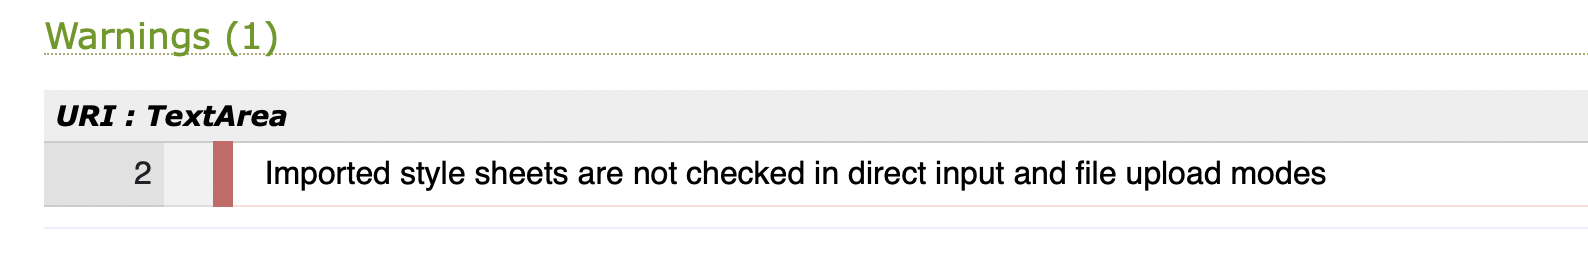 Warnings (1)
URI : TextArea
2 Imported style sheets are not checked in direct input and file upload modes